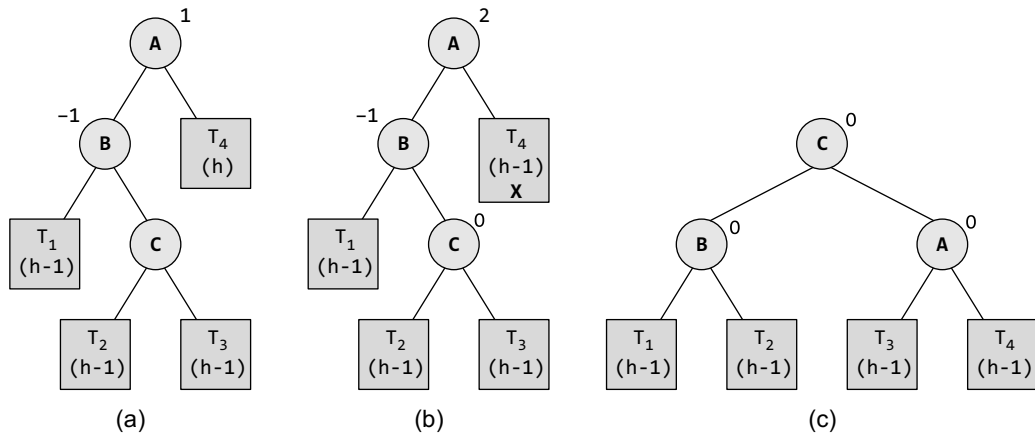 1
A
−1
B
T₄
(h)
T₁
(h-1)
C
T₂
(h-1)
T₃
(h-1)
(a)
2
A
−1
B
T₄
(h-1)
X
T₁
(h-1)
0
C
T₂
(h-1)
T₃
(h-1)
(b)
0
C
B
0
A
0
T₁
(h-1)
T₂
(h-1)
T₃
(h-1)
T₄
(h-1)
(c)